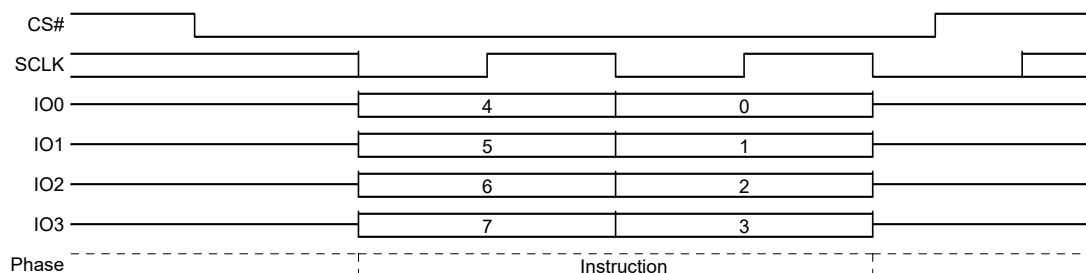 CS#
SCLK
IO0 4 0
IO1 5 1
IO2 6 2
IO3 7 3
Phase Instruction